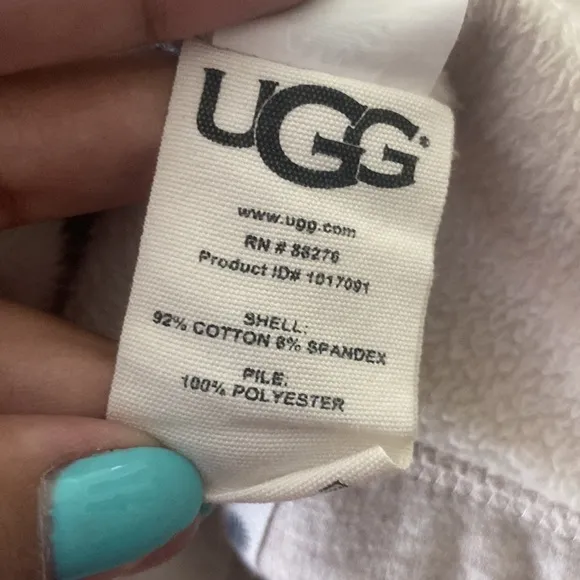 UGG®
www.ugg.com
RN # 88276
Product ID# 1017091
SHELL:
92% COTTON 8% SPANDEX
PILE:
100% POLYESTER